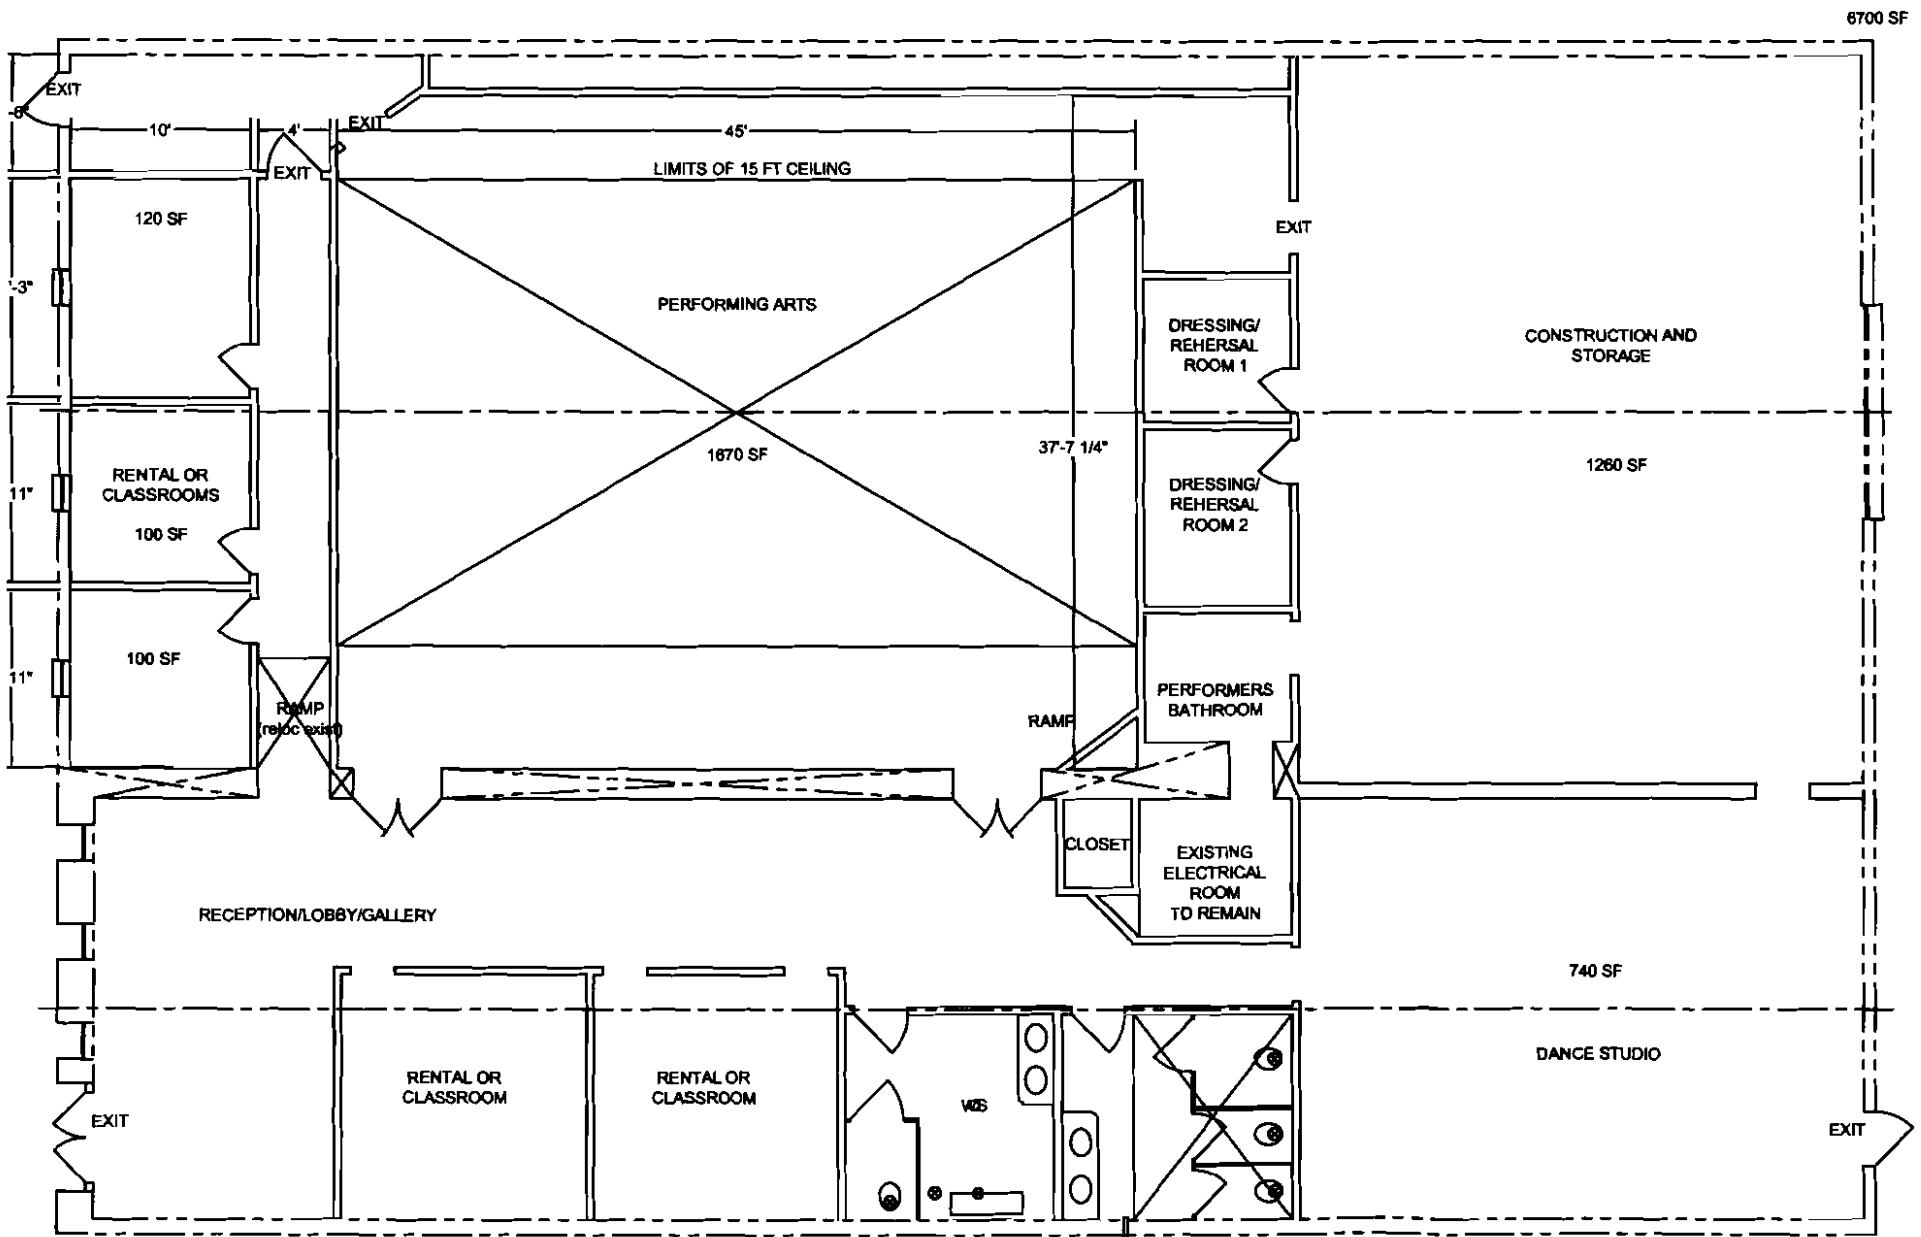 6700 SF
EXIT
10'
4'
EXIT
45'
EXIT
LIMITS OF 15 FT CEILING
120 SF
EXIT
-3"
PERFORMING ARTS
DRESSING/
REHERSAL
ROOM 1
CONSTRUCTION AND
STORAGE
1670 SF
37'-7 1/4"
1260 SF
RENTAL OR
CLASSROOMS
11"
100 SF
DRESSING/
REHERSAL
ROOM 2
100 SF
11"
RAMP
(reloc exist)
RAMP
PERFORMERS
BATHROOM
CLOSET
EXISTING
ELECTRICAL
ROOM
TO REMAIN
RECEPTION/LOBBY/GALLERY
740 SF
DANCE STUDIO
RENTAL OR
CLASSROOM
RENTAL OR
CLASSROOM
EXIT
EXIT